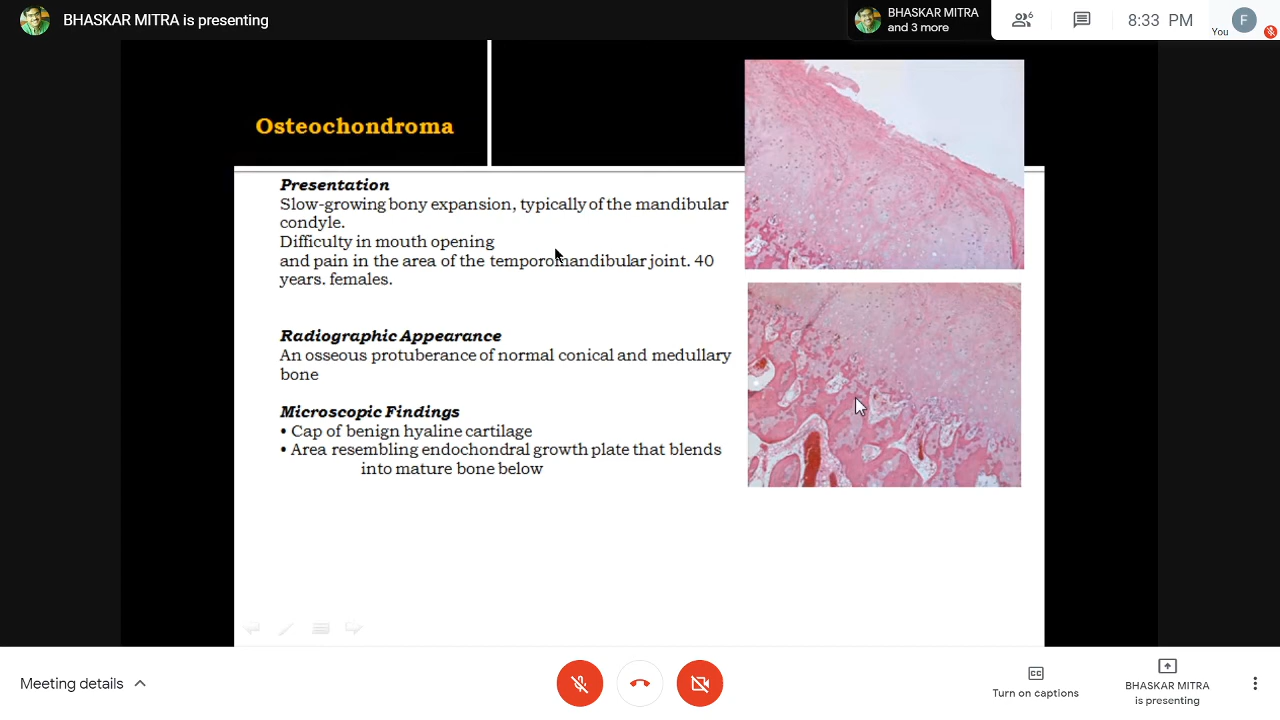 BHASKAR MITRA is presenting
BHASKAR MITRA
and 3 more
6
8:33 PM
You
F
Osteochondroma
Presentation
Slow-growing bony expansion, typically of the mandibular
condyle.
Difficulty in mouth opening
and pain in the area of the temporomandibular joint. 40
years. females.
Radiographic Appearance
An osseous protuberance of normal conical and medullary
bone
Microscopic Findings
• Cap of benign hyaline cartilage
• Area resembling endochondral growth plate that blends
into mature bone below
Meeting details
CC
Turn on captions
BHASKAR MITRA
is presenting